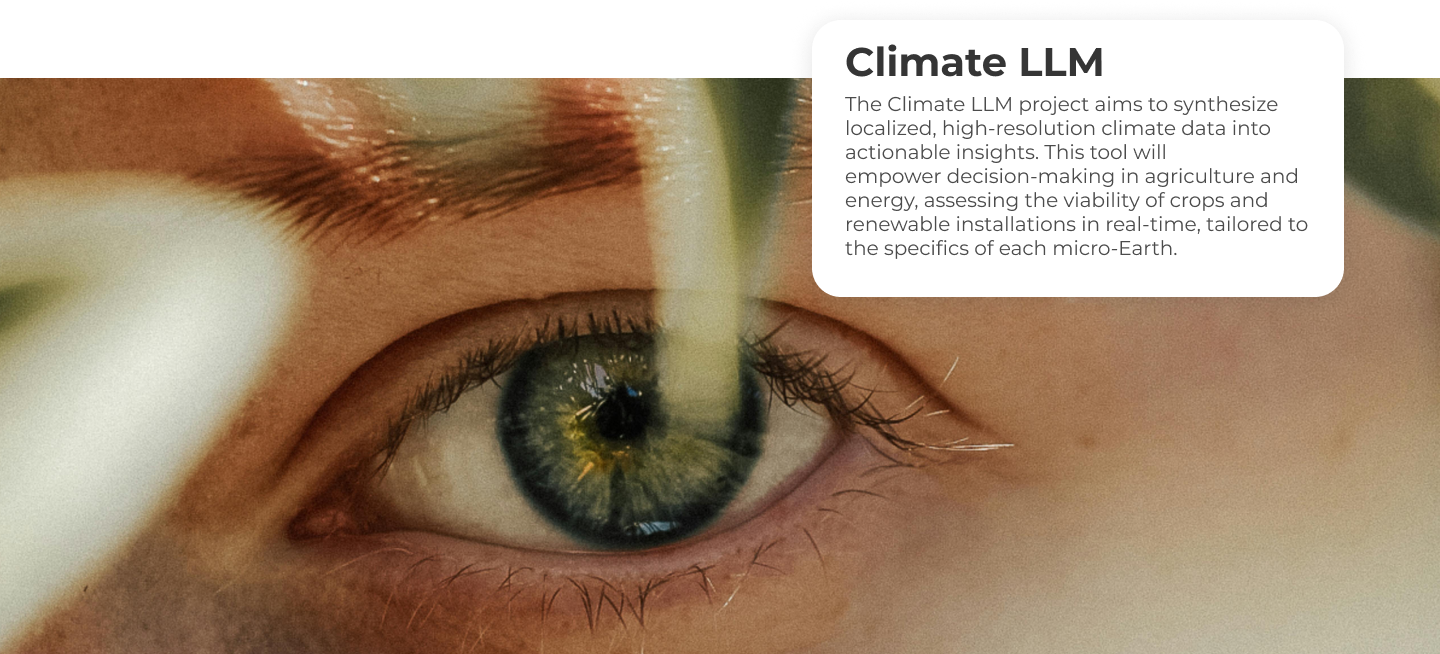 Climate LLM
The Climate LLM project aims to synthesize
localized, high-resolution climate data into
actionable insights. This tool will
empower decision-making in agriculture and
energy, assessing the viability of crops and
renewable installations in real-time, tailored to
the specifics of each micro-Earth.